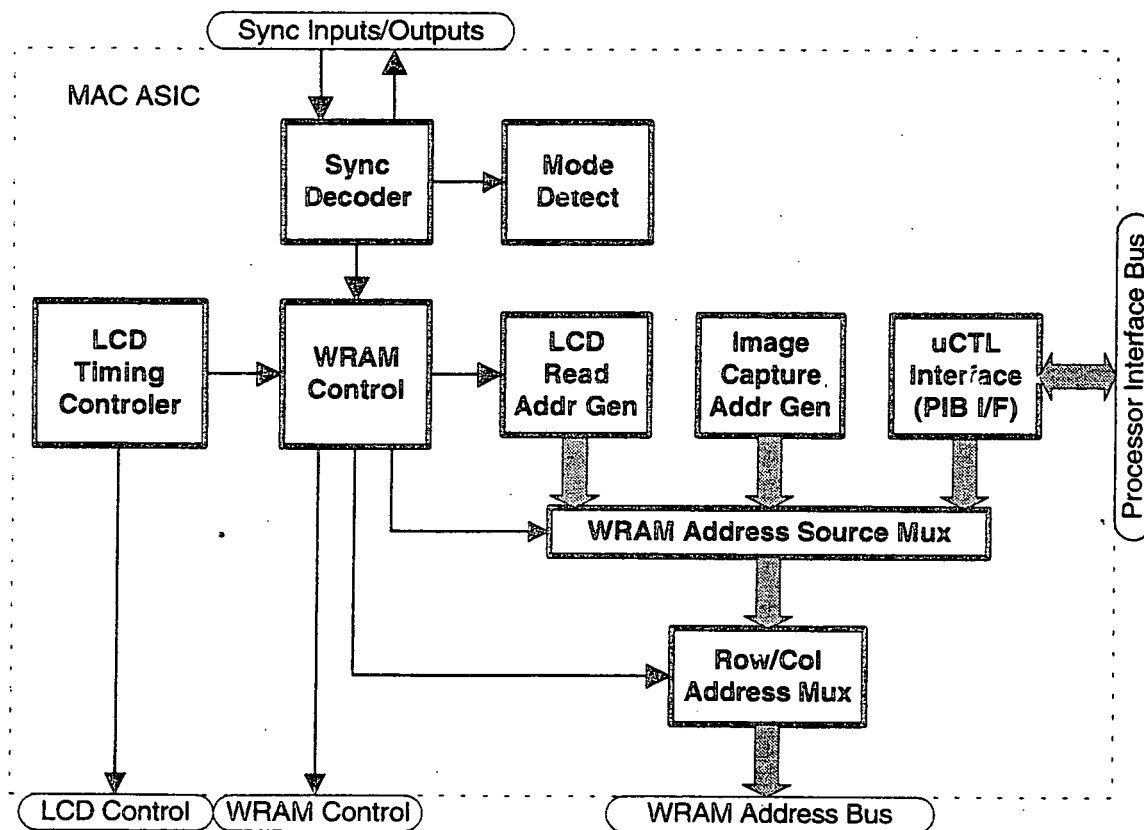 Sync Inputs/Outputs
MAC ASIC
Sync
Decoder
Mode
Detect
Processor Interface Bus
LCD
Timing
Controler
WRAM
Control
LCD
Read
Addr Gen
Image
Capture
Addr Gen
uCTL
Interface
(PIB I/F)
WRAM Address Source Mux
Row/Col
Address Mux
LCD Control
WRAM Control
WRAM Address Bus